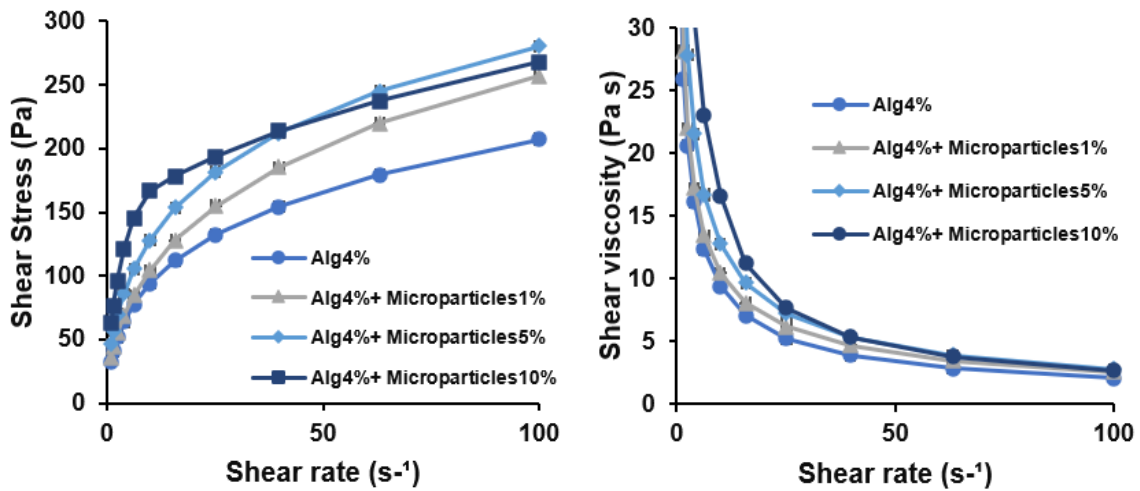 300
250
200
150
100
50
0
Shear Stress (Pa)
0 50 100
Shear rate (s-¹)
Alg4%
Alg4%+ Microparticles1%
Alg4%+ Microparticles5%
Alg4%+ Microparticles10%
30
25
20
15
10
5
0
Shear viscosity (Pa s)
0 50 100
Shear rate (s-¹)
Alg4%
Alg4%+ Microparticles1%
Alg4%+ Microparticles5%
Alg4%+ Microparticles10%